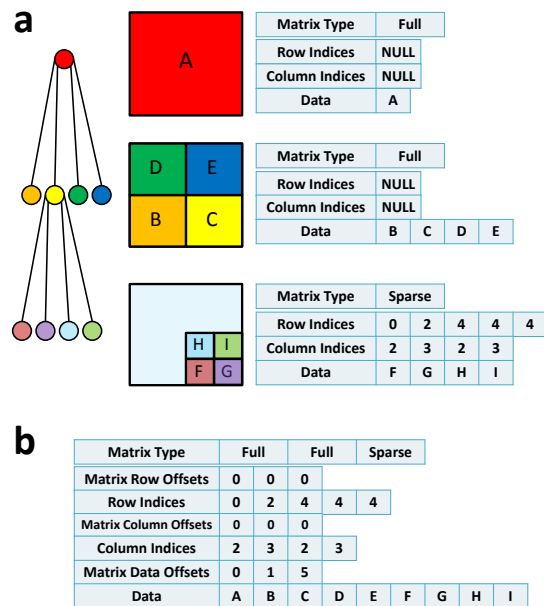 a
A
Matrix Type Full
Row Indices NULL
Column Indices NULL
Data A
D E
B C
Matrix Type Full
Row Indices NULL
Column Indices NULL
Data B C D E
H I
F G
Matrix Type Sparse
Row Indices 0 2 4 4 4
Column Indices 2 3 2 3
Data F G H I
b
Matrix Type Full Full Sparse
Matrix Row Offsets 0 0 0
Row Indices 0 2 4 4 4
Matrix Column Offsets 0 0 0
Column Indices 2 3 2 3
Matrix Data Offsets 0 1 5
Data A B C D E F G H I